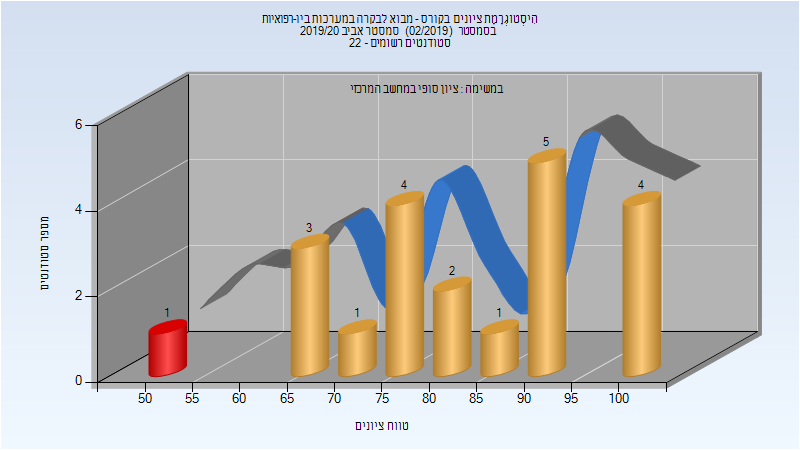 הִיסְטוֹגְרָמַת ציונים בקורס - מבוא לבקרה במערכות ביו-רפואיות
בסמסטר (02/2019) סמסטר אביב 2019/20
סטודנטים רשומים - 22
במשימה : ציון סופי במחשב המרכזי
מספר סטודנטים
6
4
2
0
1
3
1
4
2
1
5
4
50 55 60 65 70 75 80 85 90 95 100
טווח ציונים